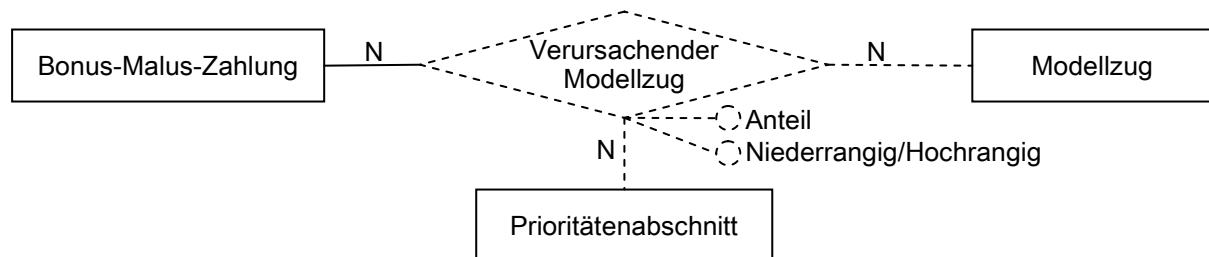 Bonus-Malus-Zahlung
N
Verursachender
Modellzug
N
Modellzug
Anteil
Niederrangig/Hochrangig
N
Prioritätenabschnitt